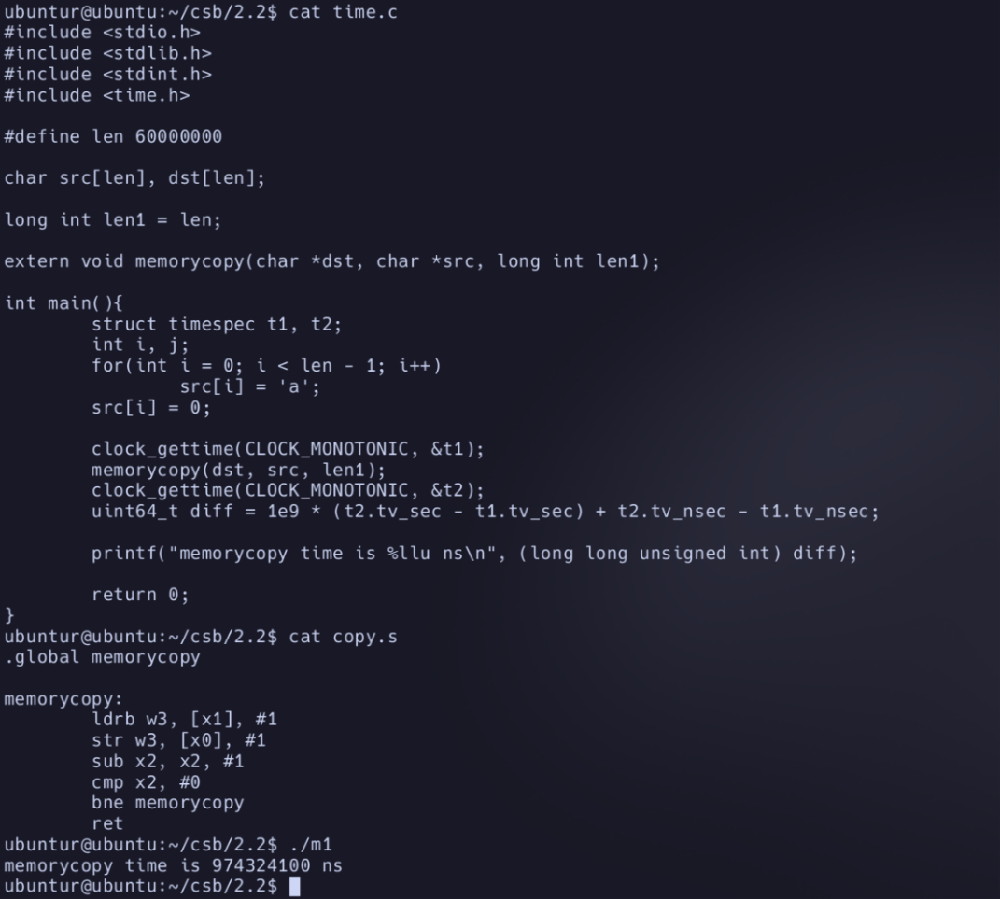 ubuntur@ubuntu:~/csb/2.2$ cat time.c
#include <stdio.h>
#include <stdlib.h>
#include <stdint.h>
#include <time.h>

#define len 60000000

char src[len], dst[len];

long int len1 = len;

extern void memorycopy(char *dst, char *src, long int len1);

int main(){
        struct timespec t1, t2;
        int i, j;
        for(int i = 0; i < len - 1; i++)
                src[i] = 'a';
        src[i] = 0;

        clock_gettime(CLOCK_MONOTONIC, &t1);
        memorycopy(dst, src, len1);
        clock_gettime(CLOCK_MONOTONIC, &t2);
        uint64_t diff = 1e9 * (t2.tv_sec - t1.tv_sec) + t2.tv_nsec - t1.tv_nsec;

        printf("memorycopy time is %llu ns\n", (long long unsigned int) diff);

        return 0;
}
ubuntur@ubuntu:~/csb/2.2$ cat copy.s
.global memorycopy

memorycopy:
        ldrb w3, [x1], #1
        str w3, [x0], #1
        sub x2, x2, #1
        cmp x2, #0
        bne memorycopy
        ret
ubuntur@ubuntu:~/csb/2.2$ ./m1
memorycopy time is 974324100 ns
ubuntur@ubuntu:~/csb/2.2$